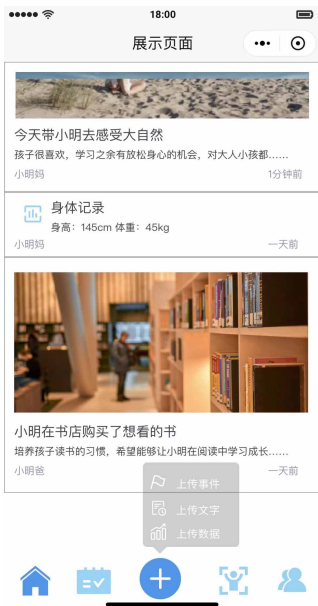 18:00
展示页面
今天带小明去感受大自然
孩子很喜欢，学习之余有放松身心的机会，对大人小孩都……
小明妈 1分钟前
身体记录
身高：145cm 体重：45kg
小明妈 一天前
小明在书店购买了想看的书
培养孩子读书的习惯，希望能够让小明在阅读中学习成长……
小明爸 一天前
上传事件
上传文字
上传数据